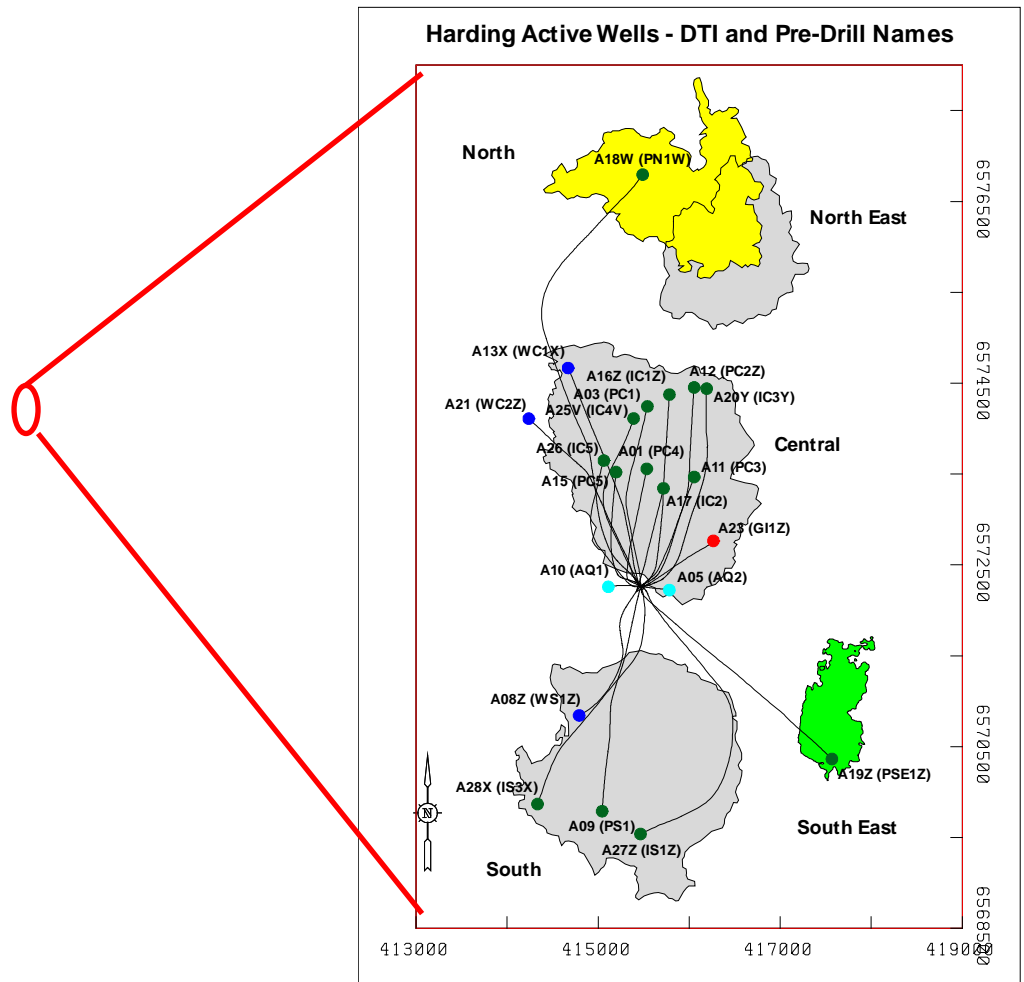 Harding Active Wells - DTI and Pre-Drill Names
North
A18W (PN1W)
North East
6576500
A13X (WC1X)
A16Z (IC1Z)
A12 (PC2Z)
6574500
A03 (PC1)
A20Y (IC3Y)
A21 (WC2Z)
A25V (IC4V)
Central
A26 (IC5)
A01 (PC4)
A15 (PC5)
A11 (PC3)
A17 (IC2)
A23 (GI1Z)
6572500
A10 (AQ1)
A05 (AQ2)
A08Z (WS1Z)
6570500
A19Z (PSE1Z)
A28X (IS3X)
N
A09 (PS1)
South East
A27Z (IS1Z)
South
6568500
413000
415000
417000
419000